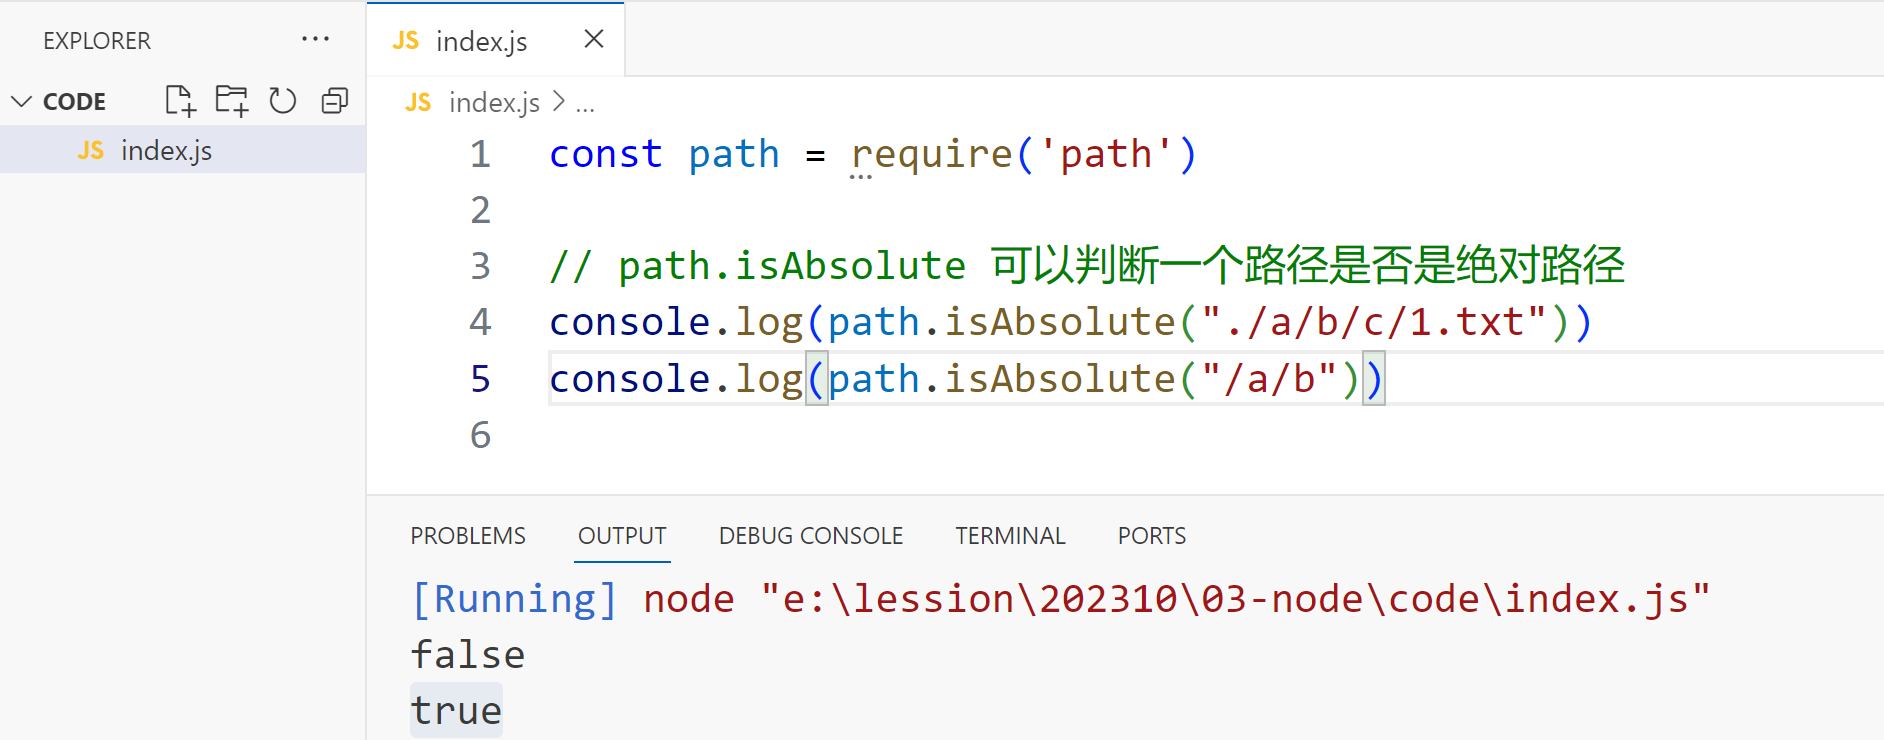 EXPLORER ...
CODE
JS index.js
JS index.js
JS index.js > ...
1 const path = require('path')
2
3 // path.isAbsolute 可以判断一个路径是否是绝对路径
4 console.log(path.isAbsolute("./a/b/c/1.txt"))
5 console.log(path.isAbsolute("/a/b"))
6
PROBLEMS OUTPUT DEBUG CONSOLE TERMINAL PORTS
[Running] node "e:\lession\202310\03-node\code\index.js"
false
true